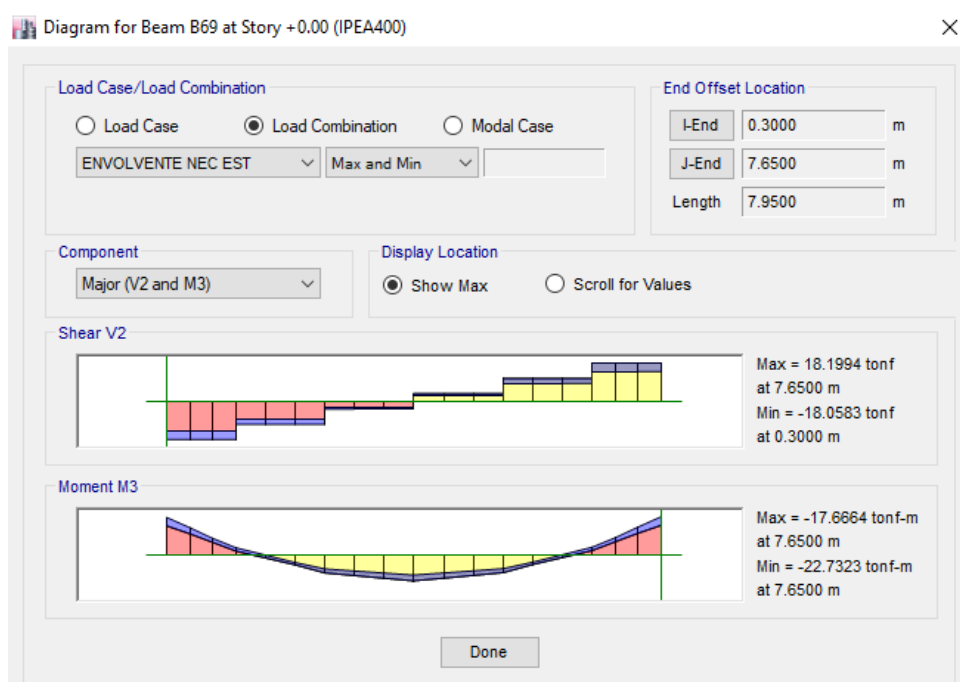 Diagram for Beam B69 at Story +0.00 (IPEA400)
Load Case/Load Combination
Load Case Load Combination Modal Case
ENVOLVENTE NEC EST Max and Min
End Offset Location
I-End 0.3000 m
J-End 7.6500 m
Length 7.9500 m
Component
Major (V2 and M3)
Display Location
Show Max Scroll for Values
Shear V2
Max = 18.1994 tonf
at 7.6500 m
Min = -18.0583 tonf
at 0.3000 m
Moment M3
Max = -17.6664 tonf-m
at 7.6500 m
Min = -22.7323 tonf-m
at 7.6500 m
Done